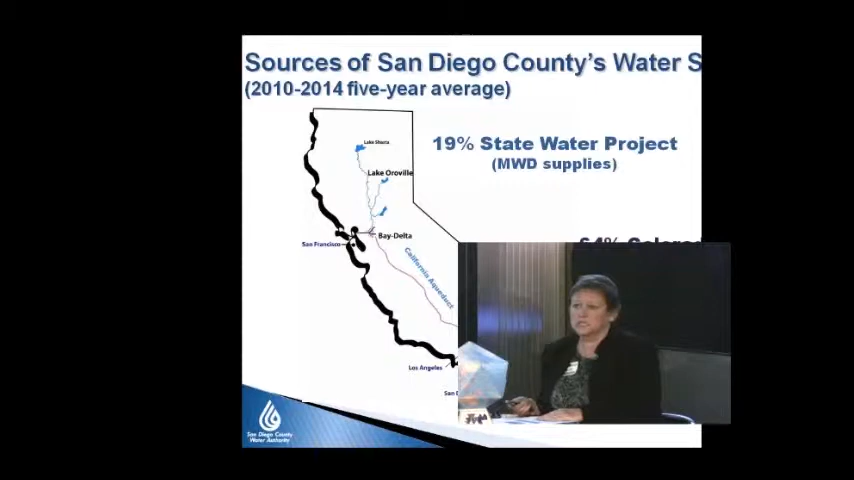 Sources of San Diego County's Water S
(2010-2014 five-year average)
19% State Water Project
(MWD supplies)
Lake Shasta
Lake Oroville
Bay-Delta
San Francisco
California Aqueduct
Los Angeles
San
San Diego County
Water Authority